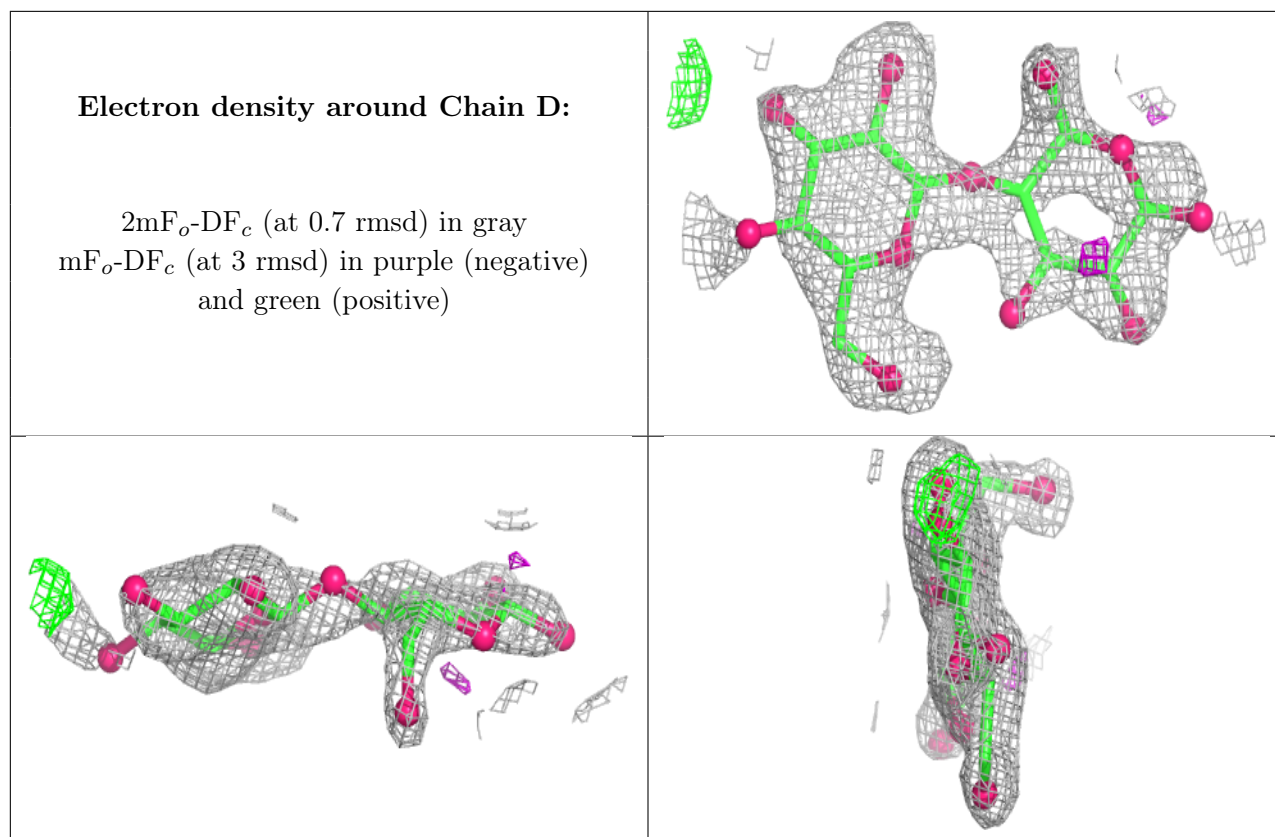 Electron density around Chain D:
2mFo-DFc (at 0.7 rmsd) in gray
mFo-DFc (at 3 rmsd) in purple (negative)
and green (positive)